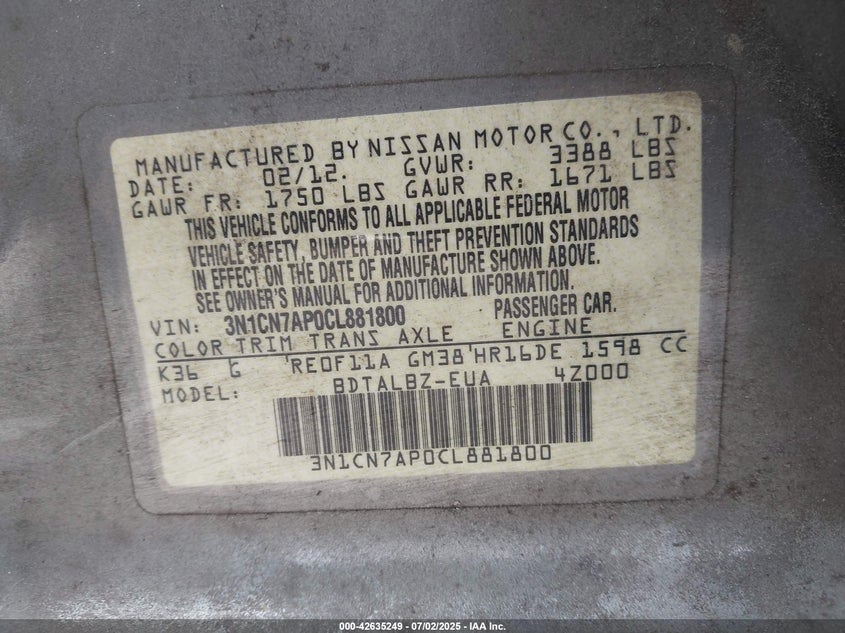 MANUFACTURED BY NISSAN MOTOR CO., LTD.
DATE: 02/12. GVWR: 3388 LBS
GAWR FR: 1750 LBS GAWR RR: 1671 LBS
THIS VEHICLE CONFORMS TO ALL APPLICABLE FEDERAL MOTOR
VEHICLE SAFETY, BUMPER AND THEFT PREVENTION STANDARDS
IN EFFECT ON THE DATE OF MANUFACTURE SHOWN ABOVE.
SEE OWNER'S MANUAL FOR ADDITIONAL INFORMATION.
VIN: 3N1CN7AP0CL881800 PASSENGER CAR.
COLOR TRIM TRANS AXLE ENGINE
K36 G RE0F11A GM38 HR16DE 1598 CC
MODEL: BDTALBZ-EUA 4Z000
3N1CN7AP0CL881800
000-42635249 - 07/02/2025 - IAA Inc.